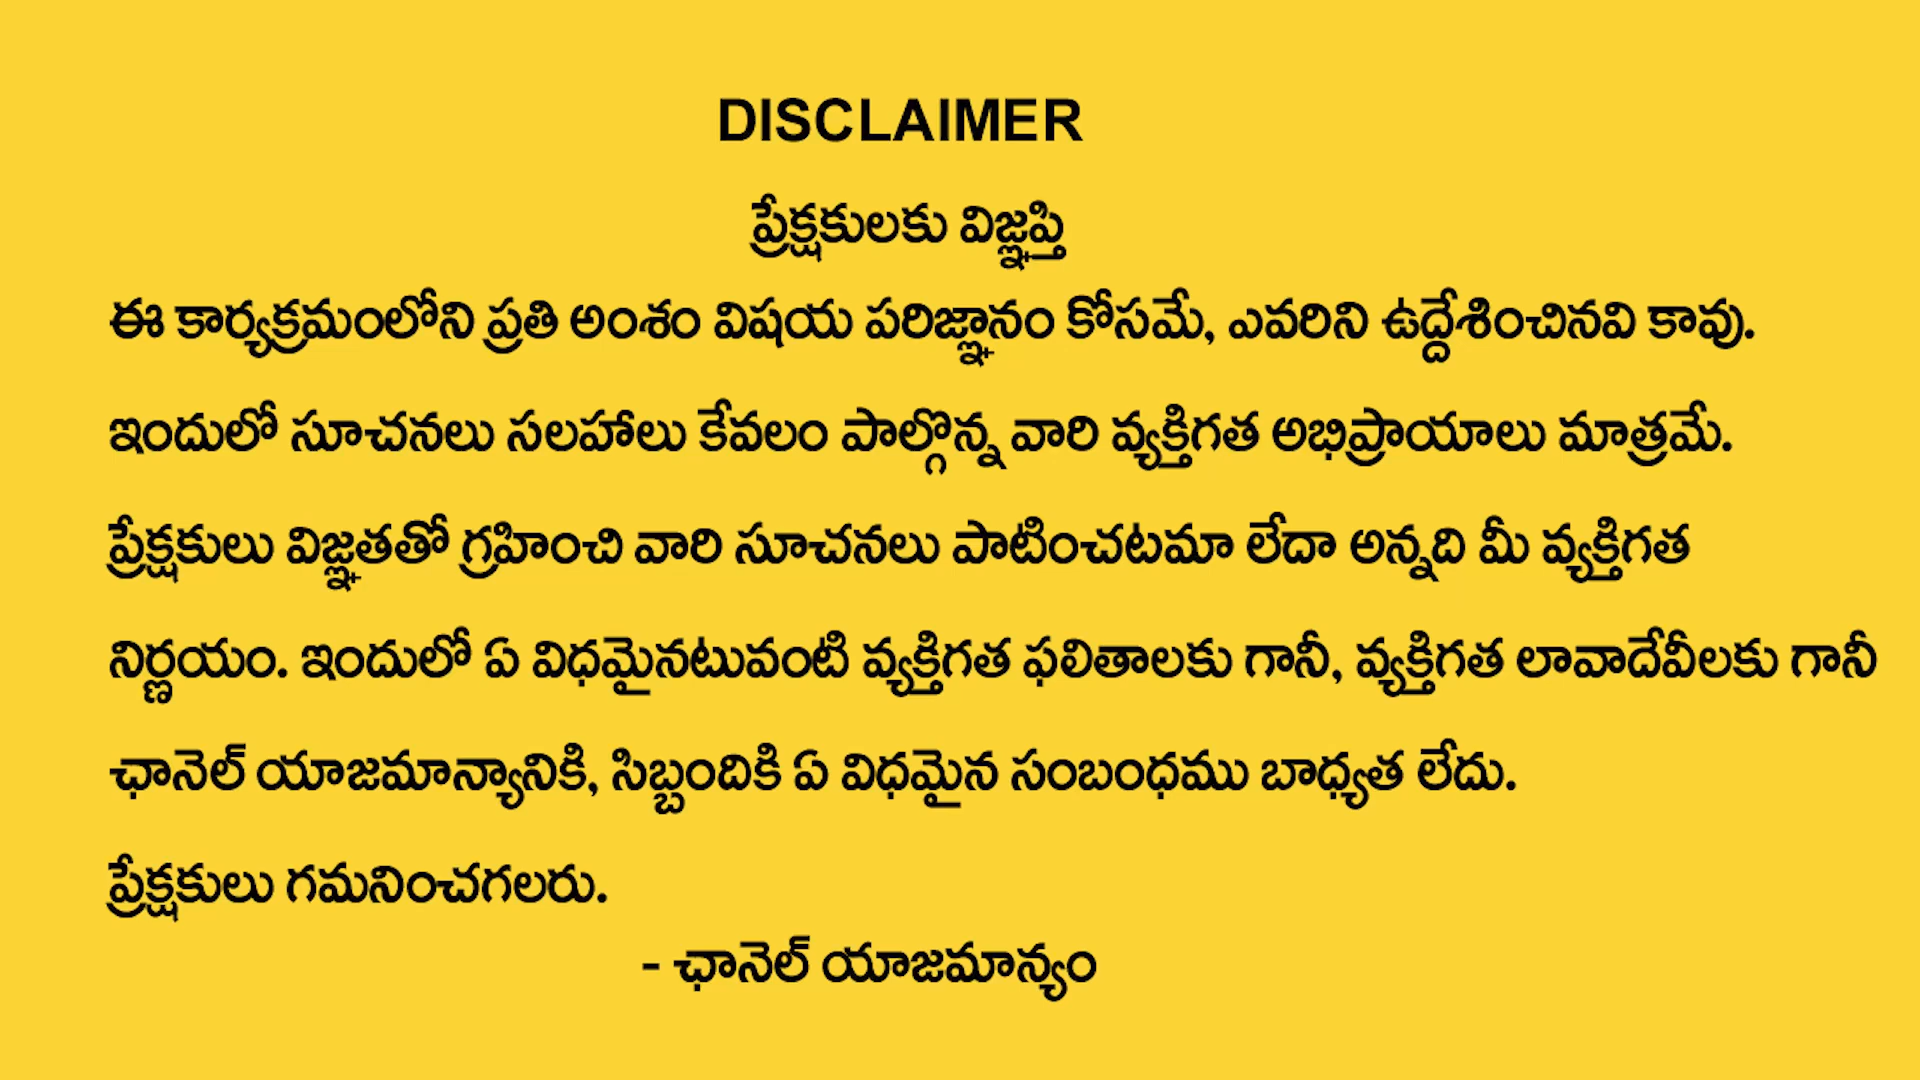 DISCLAIMER
ప్రేక్షకులకు విజ్ఞప్తి
ఈ కార్యక్రమంలోని ప్రతి అంశం విషయ పరిజ్ఞానం కోసమే, ఎవరిని ఉద్దేశించినవి కావు.
ఇందులో సూచనలు సలహాలు కేవలం పాల్గొన్న వారి వ్యక్తిగత అభిప్రాయాలు మాత్రమే.
ప్రేక్షకులు విజ్ఞతతో గ్రహించి వారి సూచనలు పాటించటమా లేదా అన్నది మీ వ్యక్తిగత
నిర్ణయం. ఇందులో ఏ విధమైనటువంటి వ్యక్తిగత ఫలితాలకు గానీ, వ్యక్తిగత లావాదేవీలకు గానీ
ఛానెల్ యాజమాన్యానికి, సిబ్బందికి ఏ విధమైన సంబంధము బాధ్యత లేదు.
ప్రేక్షకులు గమనించగలరు.
- ఛానెల్ యాజమాన్యం